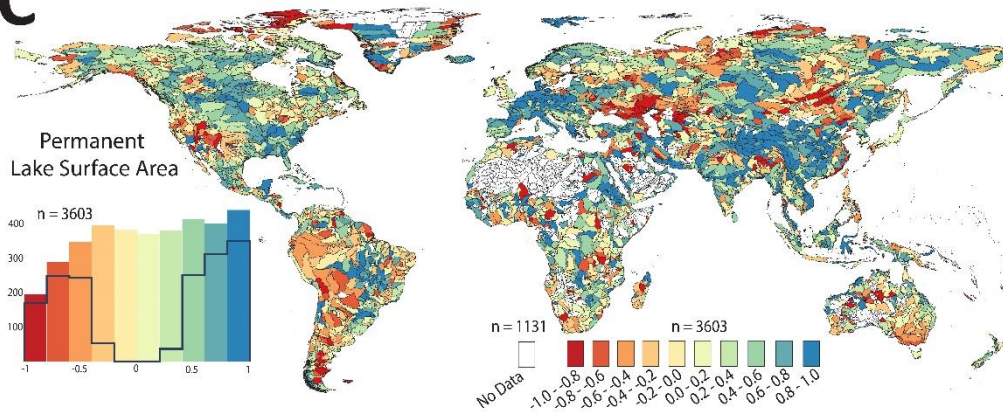 C
Permanent
Lake Surface Area
n = 3603
400
300
200
100
-1
-0.5
0
0.5
1
n = 1131
n = 3603
No Data
-1.0 - -0.8
-0.8 - -0.6
-0.6 - -0.4
-0.4 - -0.2
-0.2 - 0.0
0.0 - 0.2
0.2 - 0.4
0.4 - 0.6
0.6 - 0.8
0.8 - 1.0